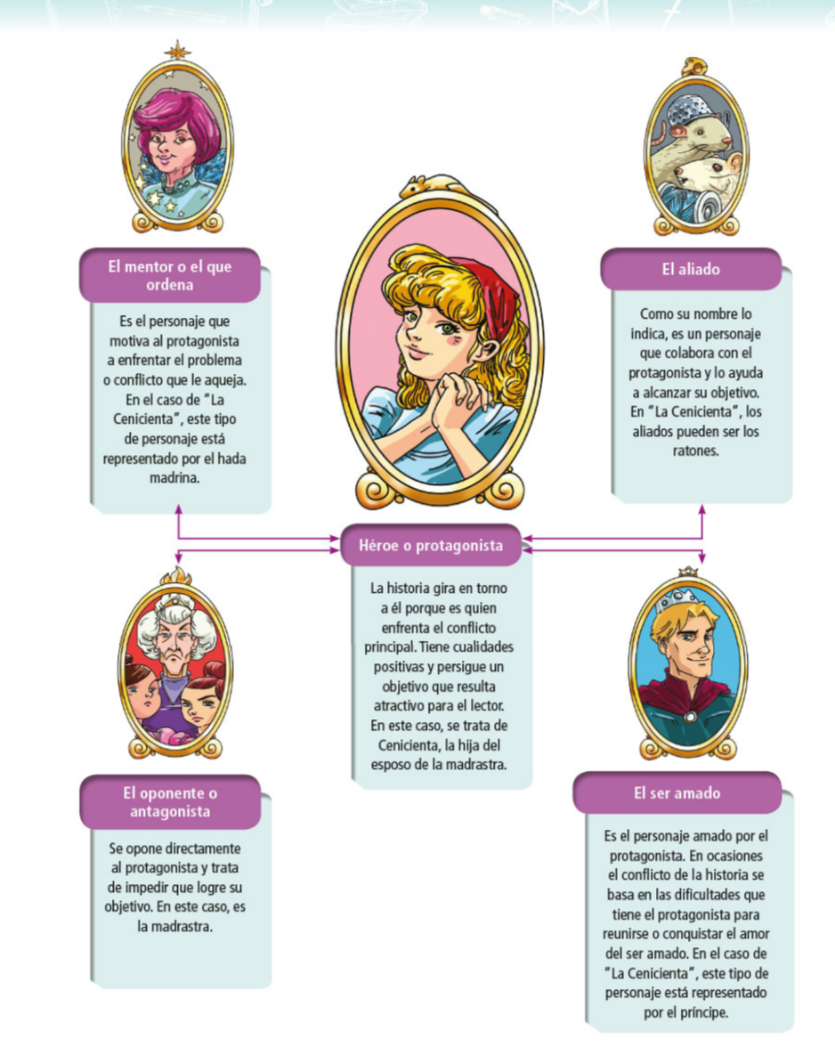 El mentor o el que
ordena
Es el personaje que
motiva al protagonista
a enfrentar el problema
o conflicto que le aqueja.
En el caso de “La
Cenicienta”, este tipo
de personaje está
representado por el hada
madrina.
El aliado
Como su nombre lo
indica, es un personaje
que colabora con el
protagonista y lo ayuda
a alcanzar su objetivo.
En “La Cenicienta”, los
aliados pueden ser los
ratones.
Héroe o protagonista
La historia gira en torno
a él porque es quien
enfrenta el conflicto
principal. Tiene cualidades
positivas y persigue un
objetivo que resulta
atractivo para el lector.
En este caso, se trata de
Cenicienta, la hija del
esposo de la madrastra.
El oponente o
antagonista
Se opone directamente
al protagonista y trata
de impedir que logre su
objetivo. En este caso, es
la madrastra.
El ser amado
Es el personaje amado por el
protagonista. En ocasiones
el conflicto de la historia se
basa en las dificultades que
tiene el protagonista para
reunirse o conquistar el amor
del ser amado. En el caso de
“La Cenicienta”, este tipo de
personaje está representado
por el príncipe.